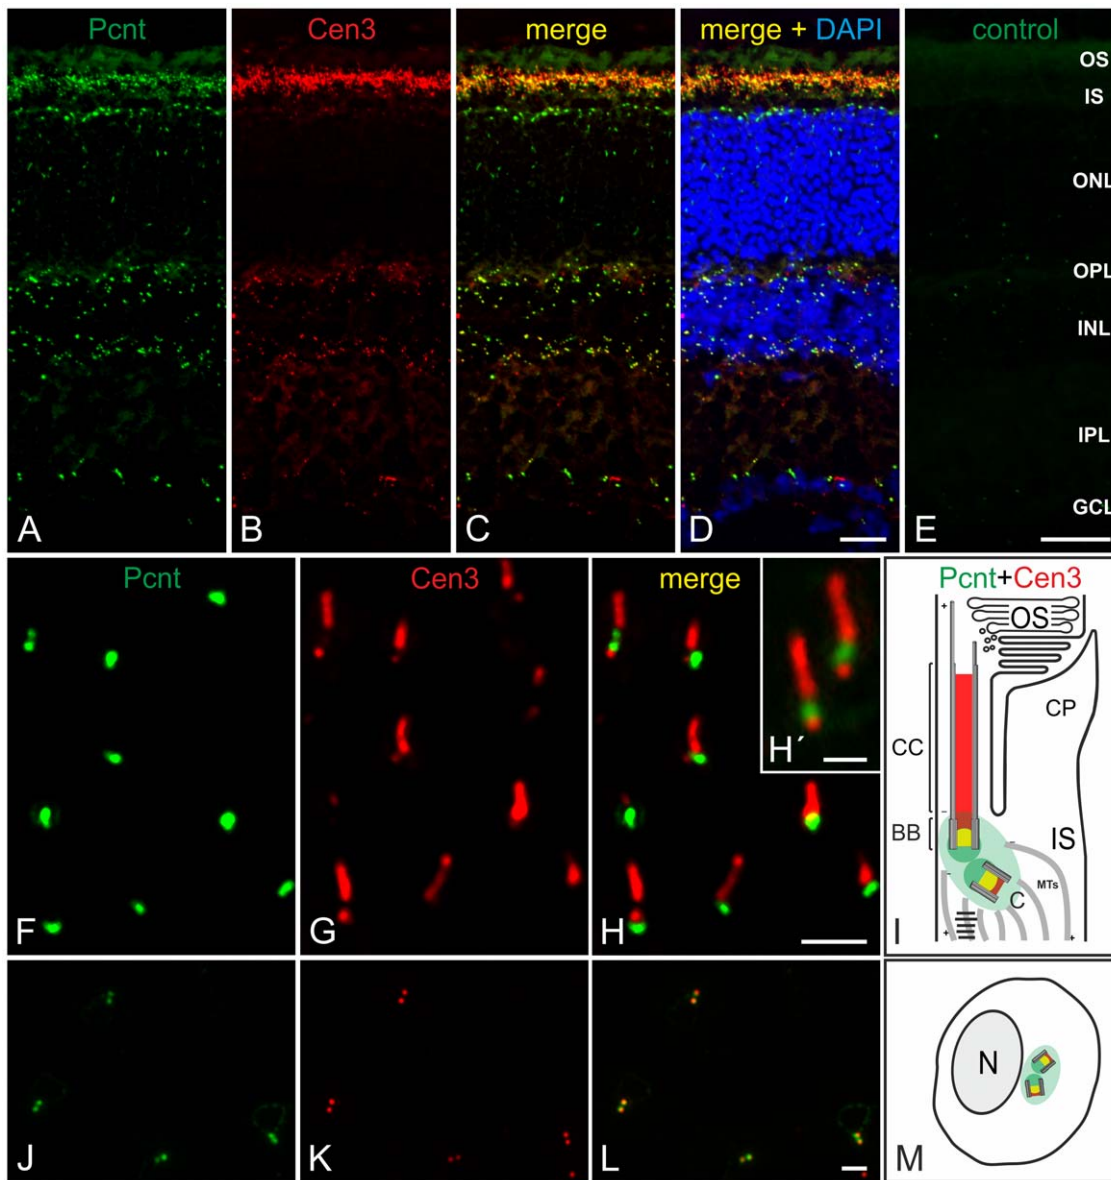 Pcnt
Cen3
merge
merge + DAPI
control
OS
IS
ONL
OPL
INL
IPL
GCL
A
B
C
D
E
Pcnt
Cen3
merge
H´
F
G
H
Pcnt+Cen3
+
OS
CP
CC
-
BB
IS
-
-
MTs
C
+
+
I
J
K
L
N
M